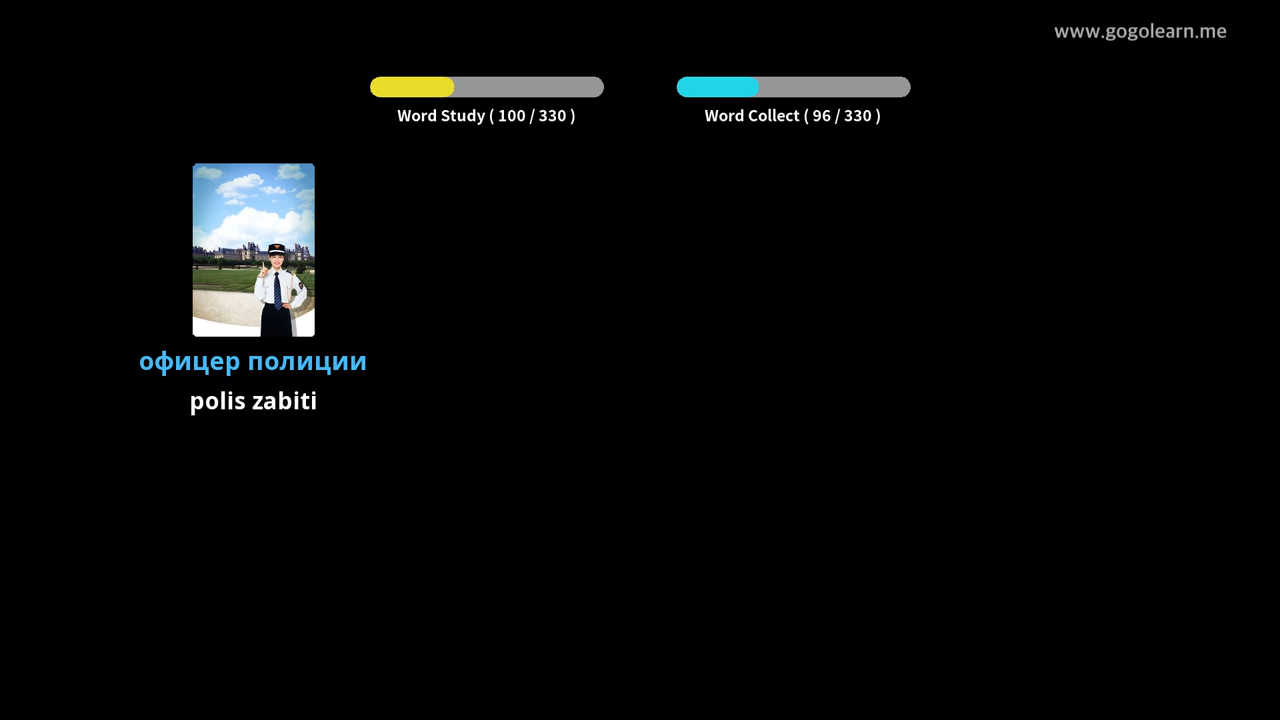 www.gogolearn.me
Word Study ( 100 / 330 )
Word Collect ( 96 / 330 )
офицер полиции
polis zabiti